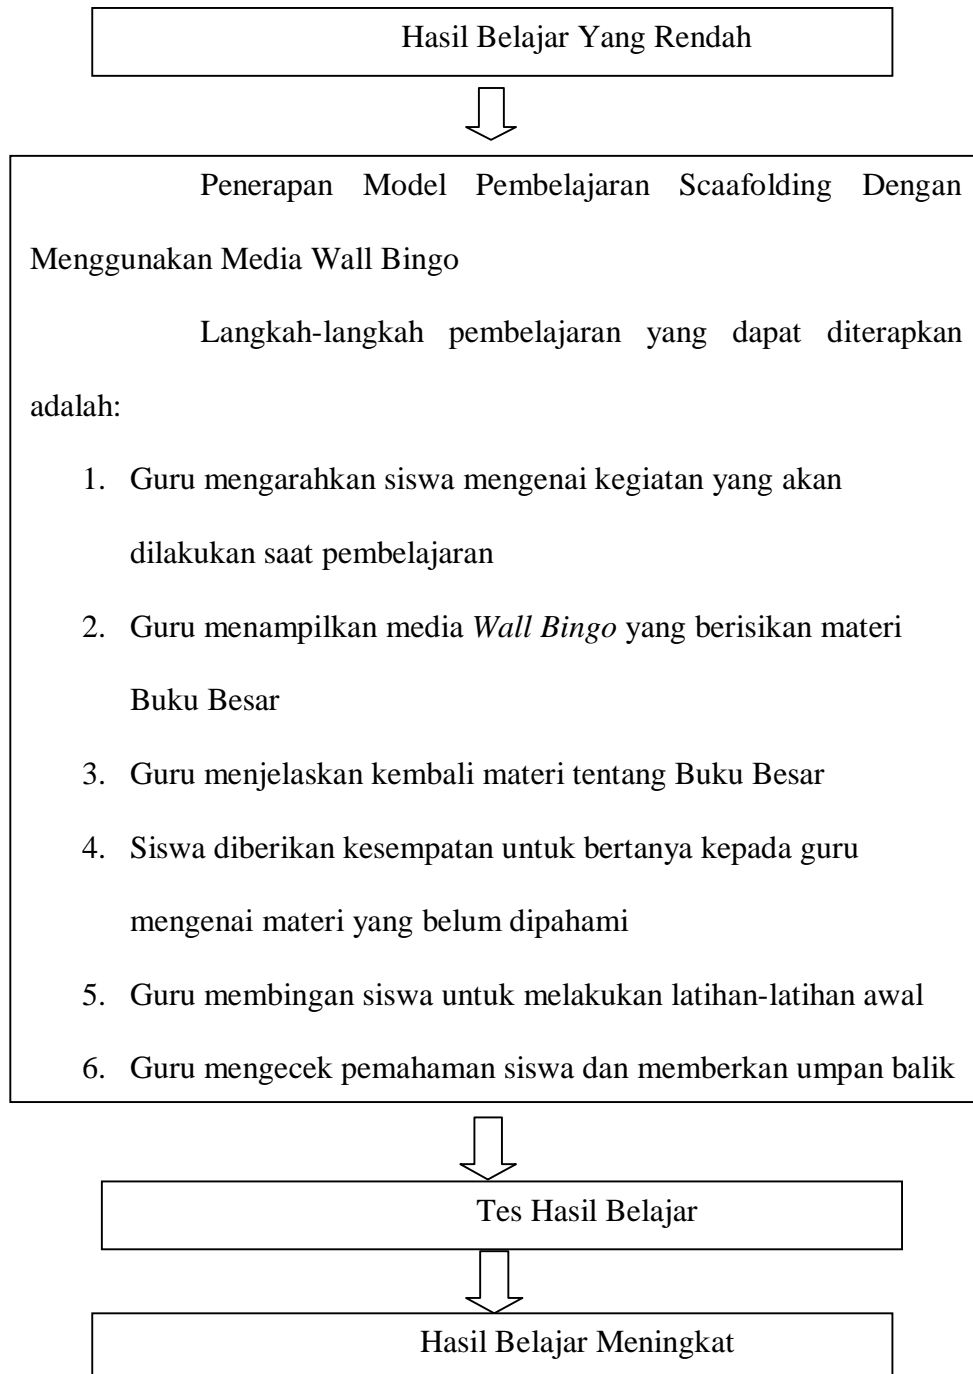 Hasil Belajar Yang Rendah
Penerapan Model Pembelajaran Scaafolding Dengan
Menggunakan Media Wall Bingo
Langkah-langkah pembelajaran yang dapat diterapkan
adalah:
1. Guru mengarahkan siswa mengenai kegiatan yang akan
dilakukan saat pembelajaran
2. Guru menampilkan media Wall Bingo yang berisikan materi
Buku Besar
3. Guru menjelaskan kembali materi tentang Buku Besar
4. Siswa diberikan kesempatan untuk bertanya kepada guru
mengenai materi yang belum dipahami
5. Guru membingan siswa untuk melakukan latihan-latihan awal
6. Guru mengecek pemahaman siswa dan memberkan umpan balik
Tes Hasil Belajar
Hasil Belajar Meningkat